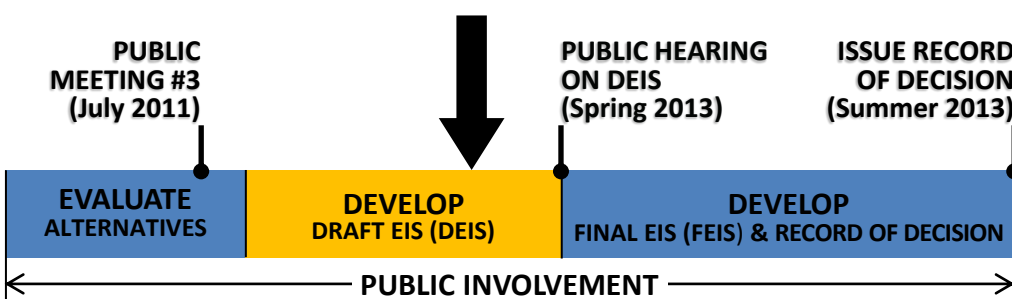 PUBLIC
MEETING #3
(July 2011)
PUBLIC HEARING
ON DEIS
(Spring 2013)
ISSUE RECORD
OF DECISION
(Summer 2013)
EVALUATE
ALTERNATIVES
DEVELOP
DRAFT EIS (DEIS)
DEVELOP
FINAL EIS (FEIS) & RECORD OF DECISION
PUBLIC INVOLVEMENT